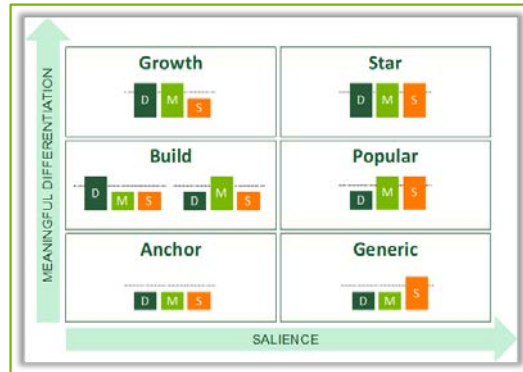 MEANINGFUL DIFFERENTIATION
Growth
D M S
Star
D M S
Build
D M S D M S
Popular
D M S
Anchor
D M S
Generic
D M S
SALIENCE